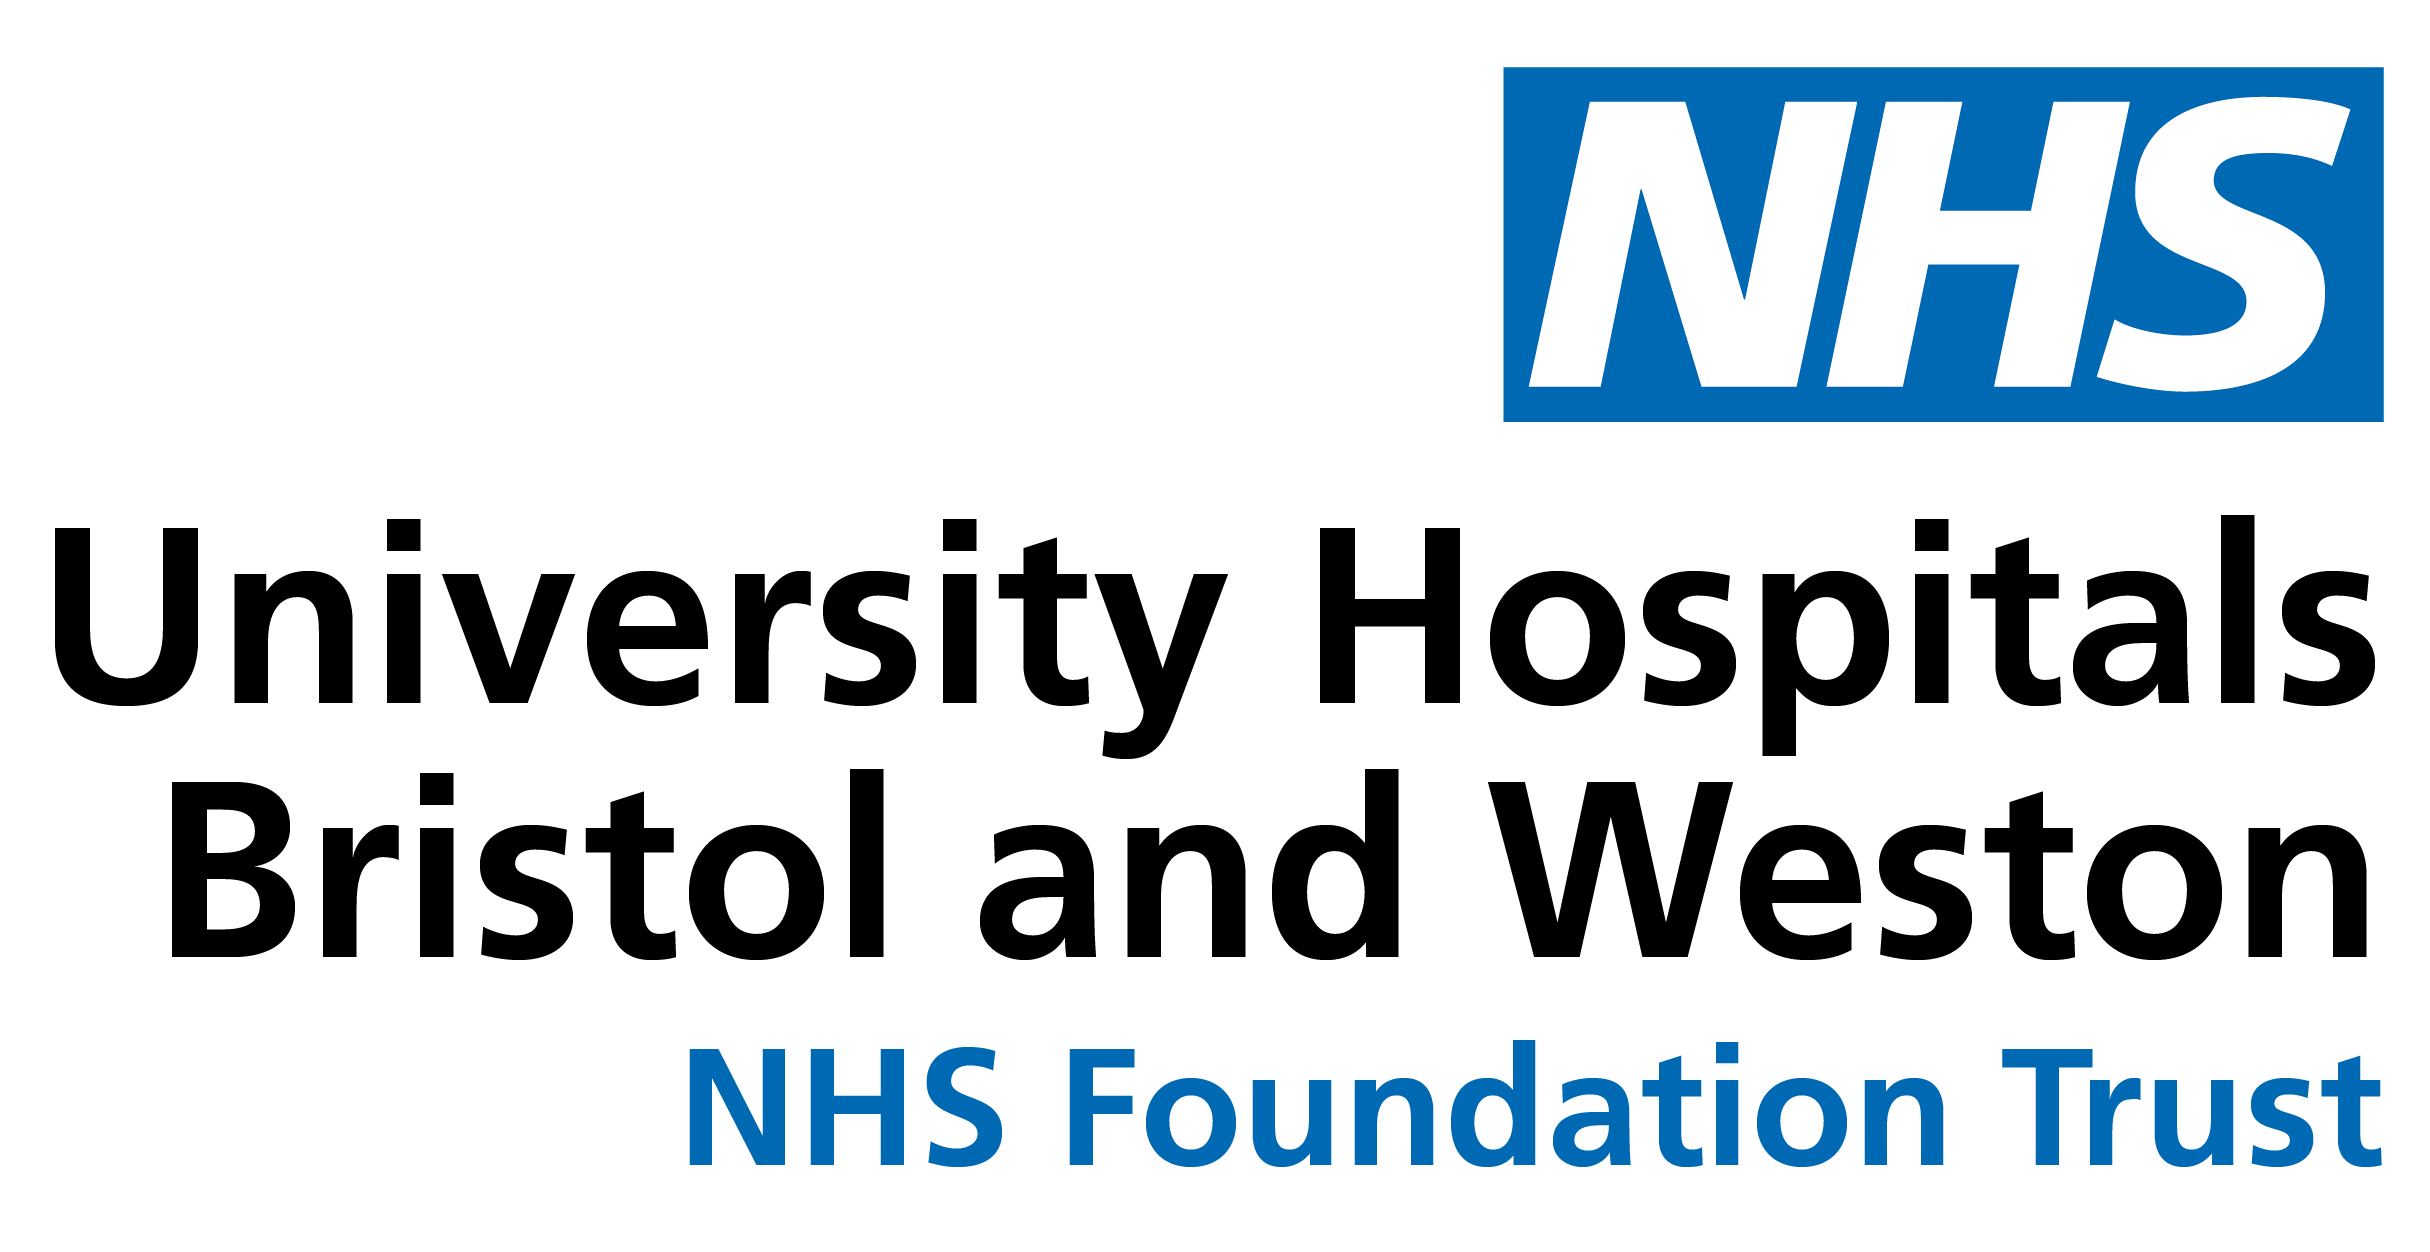 NHS
University Hospitals
Bristol and Weston
NHS Foundation Trust